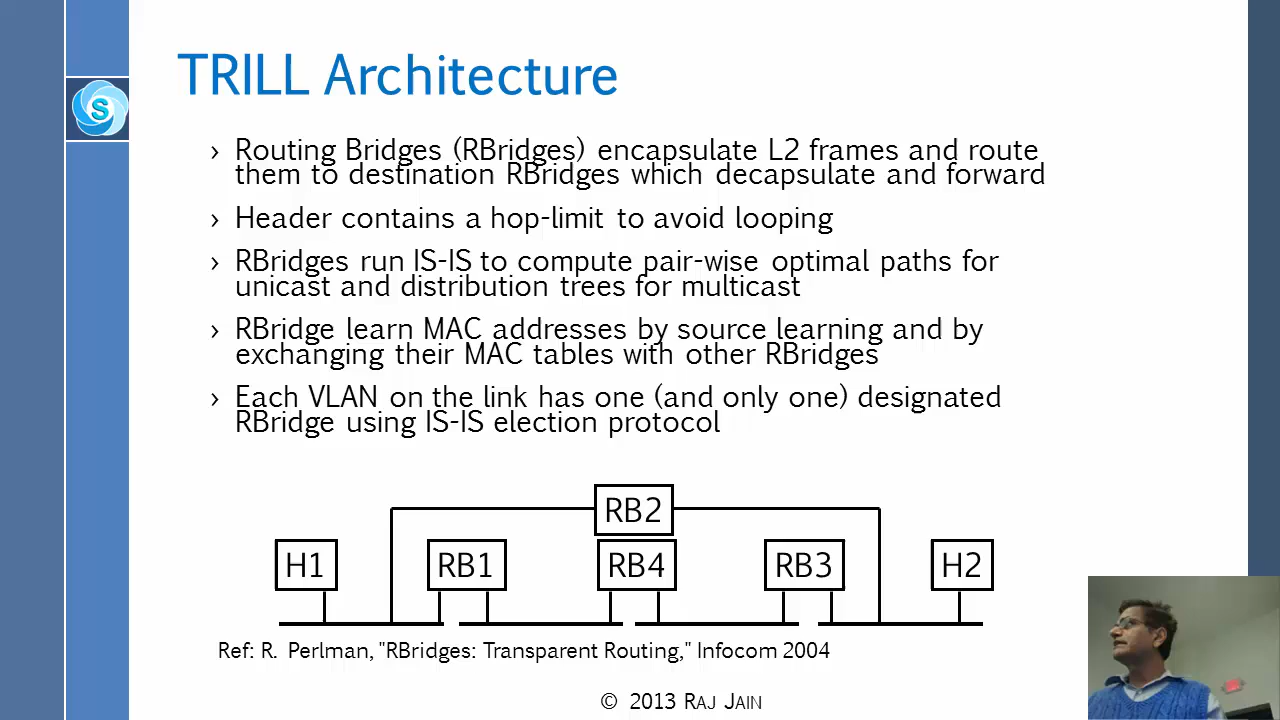 TRILL Architecture
S
› Routing Bridges (RBridges) encapsulate L2 frames and route
them to destination RBridges which decapsulate and forward
› Header contains a hop-limit to avoid looping
› RBridges run IS-IS to compute pair-wise optimal paths for
unicast and distribution trees for multicast
› RBridge learn MAC addresses by source learning and by
exchanging their MAC tables with other RBridges
› Each VLAN on the link has one (and only one) designated
RBridge using IS-IS election protocol
RB2
H1 RB1 RB4 RB3 H2
Ref: R. Perlman, "RBridges: Transparent Routing," Infocom 2004
© 2013 RAJ JAIN